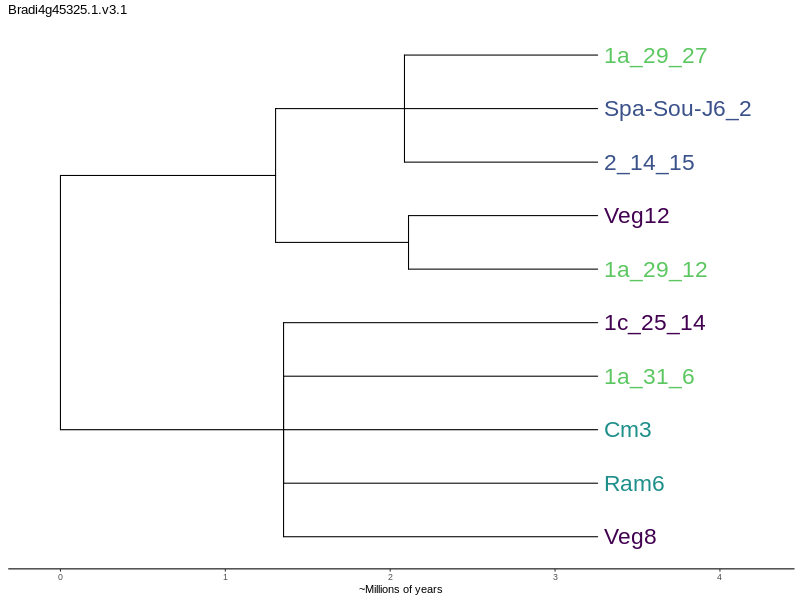 Bradi4g45325.1.v3.1
1a_29_27
Spa-Sou-J6_2
2_14_15
Veg12
1a_29_12
1c_25_14
1a_31_6
Cm3
Ram6
Veg8
0 1 2 3 4
~Millions of years